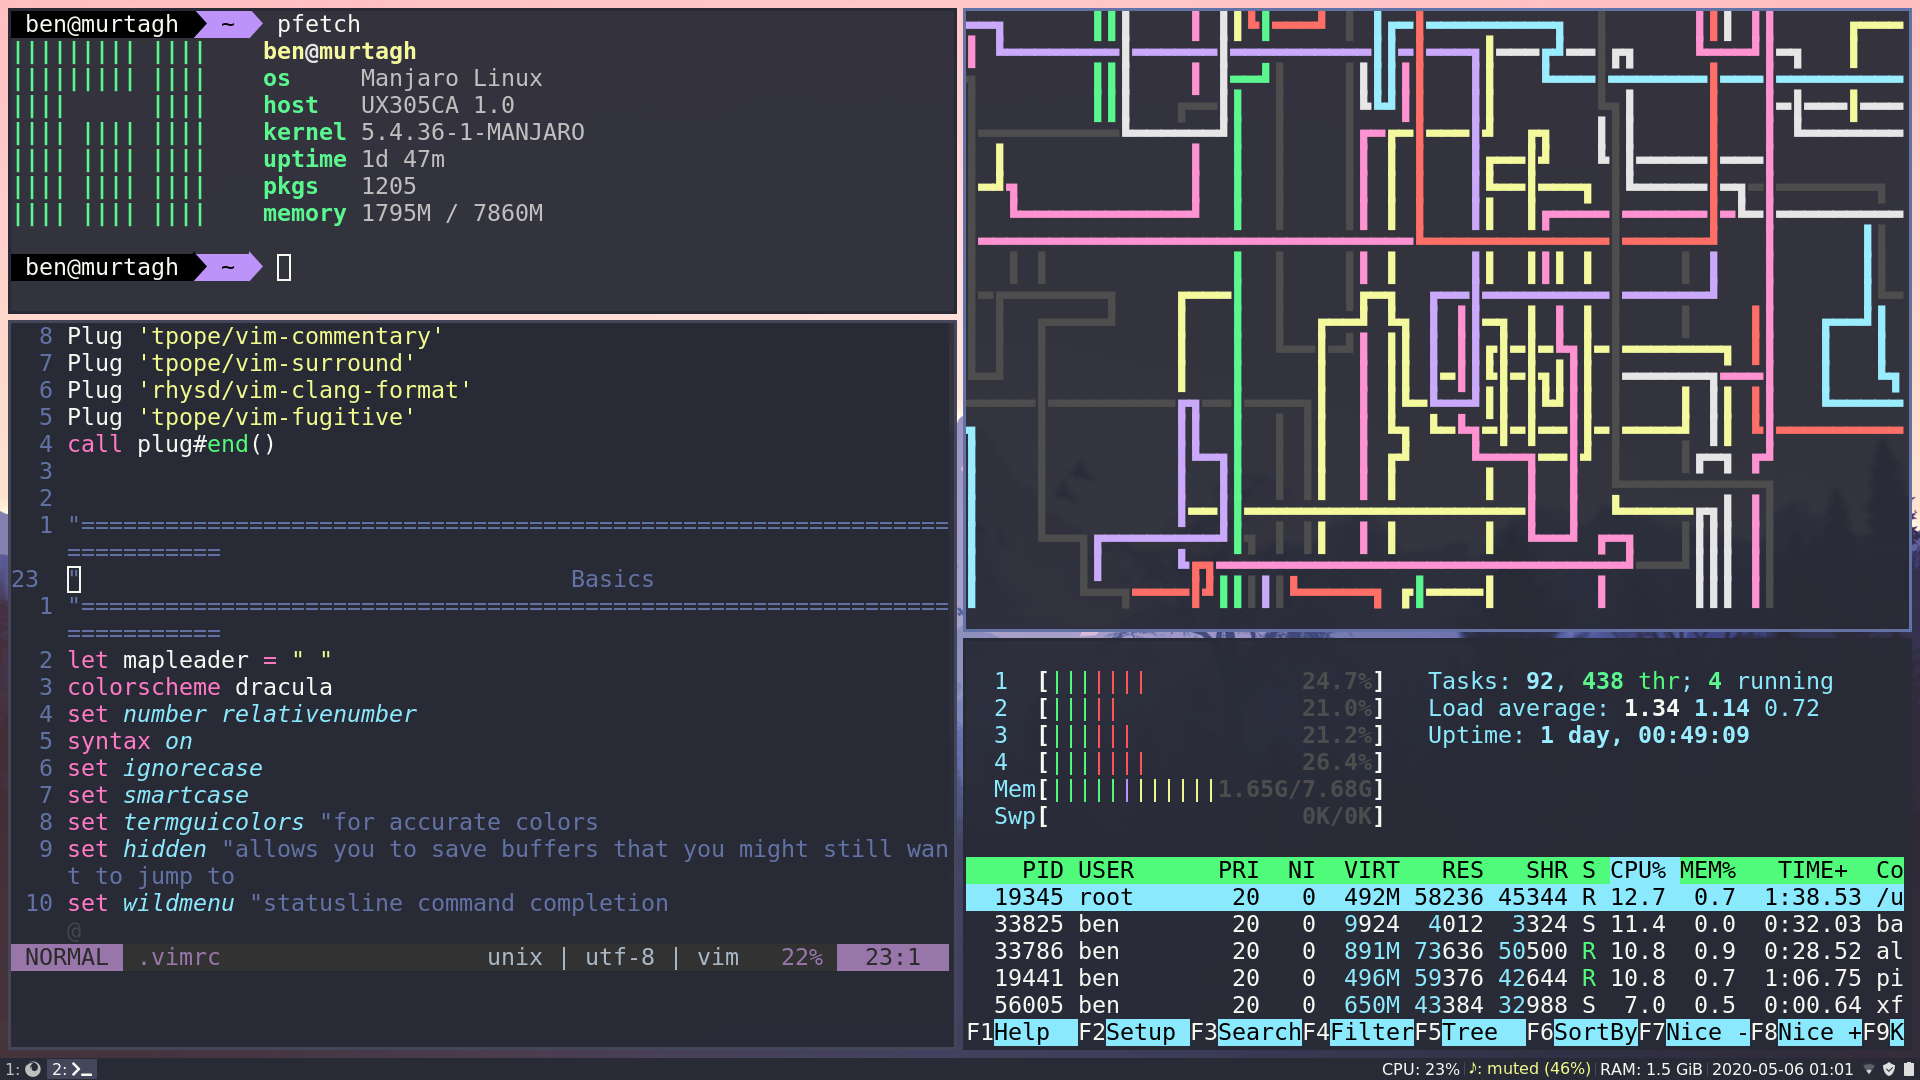 ben@murtagh ~ pfetch
ben@murtagh
os Manjaro Linux
host UX305CA 1.0
kernel 5.4.36-1-MANJARO
uptime 1d 47m
pkgs 1205
memory 1795M / 7860M
ben@murtagh ~
8 Plug 'tpope/vim-commentary'
7 Plug 'tpope/vim-surround'
6 Plug 'rhysd/vim-clang-format'
5 Plug 'tpope/vim-fugitive'
4 call plug#end()
3
2
1 "==============================================================
===========
23 " Basics
1 "==============================================================
===========
2 let mapleader = " "
3 colorscheme dracula
4 set number relativenumber
5 syntax on
6 set ignorecase
7 set smartcase
8 set termguicolors "for accurate colors
9 set hidden "allows you to save buffers that you might still wan
t to jump to
10 set wildmenu "statusline command completion
@
NORMAL .vimrc unix | utf-8 | vim 22% 23:1
1 [||||||| 24.7%] Tasks: 92, 438 thr; 4 running
2 [||||| 21.0%] Load average: 1.34 1.14 0.72
3 [|||||| 21.2%] Uptime: 1 day, 00:49:09
4 [||||||| 26.4%]
Mem[||||||||||||1.65G/7.68G]
Swp[ 0K/0K]
PID USER PRI NI VIRT RES SHR S CPU% MEM% TIME+ Co
19345 root 20 0 492M 58236 45344 R 12.7 0.7 1:38.53 /u
33825 ben 20 0 9924 4012 3324 S 11.4 0.0 0:32.03 ba
33786 ben 20 0 891M 73636 50500 R 10.8 0.9 0:28.52 al
19441 ben 20 0 496M 59376 42644 R 10.8 0.7 1:06.75 pi
56005 ben 20 0 650M 43384 32988 S 7.0 0.5 0:00.64 xf
F1Help F2Setup F3SearchF4FilterF5Tree F6SortByF7Nice -F8Nice +F9K
1: 2: CPU: 23% ♪: muted (46%) RAM: 1.5 GiB 2020-05-06 01:01